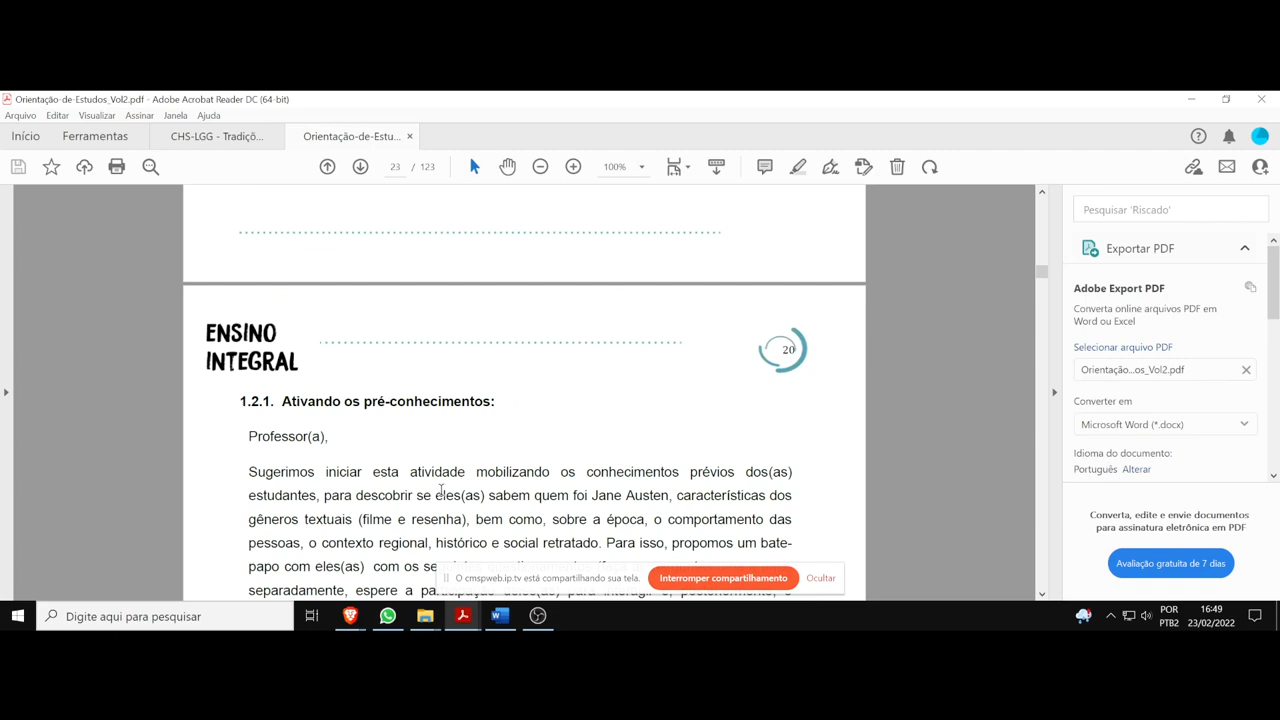 Orientação-de-Estudos_Vol2.pdf - Adobe Acrobat Reader DC (64-bit)
Arquivo Editar Visualizar Assinar Janela Ajuda
Início Ferramentas CHS-LGG - Tradiçõ... Orientação-de-Estu... ×
23 / 123 100%
Pesquisar 'Riscado'
Exportar PDF
Adobe Export PDF
Converta online arquivos PDF em
Word ou Excel
Selecionar arquivo PDF
Orientação...os_Vol2.pdf
Converter em
Microsoft Word (*.docx)
Idioma do documento:
Português Alterar
Converta, edite e envie documentos
para assinatura eletrônica em PDF
Avaliação gratuita de 7 dias
ENSINO
INTEGRAL
20
1.2.1. Ativando os pré-conhecimentos:
Professor(a),
Sugerimos iniciar esta atividade mobilizando os conhecimentos prévios dos(as)
estudantes, para descobrir se eles(as) sabem quem foi Jane Austen, características dos
gêneros textuais (filme e resenha), bem como, sobre a época, o comportamento das
pessoas, o contexto regional, histórico e social retratado. Para isso, propomos um bate-
papo com eles(as) com os
separadamente, espere a
O cmspweb.ip.tv está compartilhando sua tela. Interromper compartilhamento Ocultar
Digite aqui para pesquisar
POR
PTB2
16:49
23/02/2022